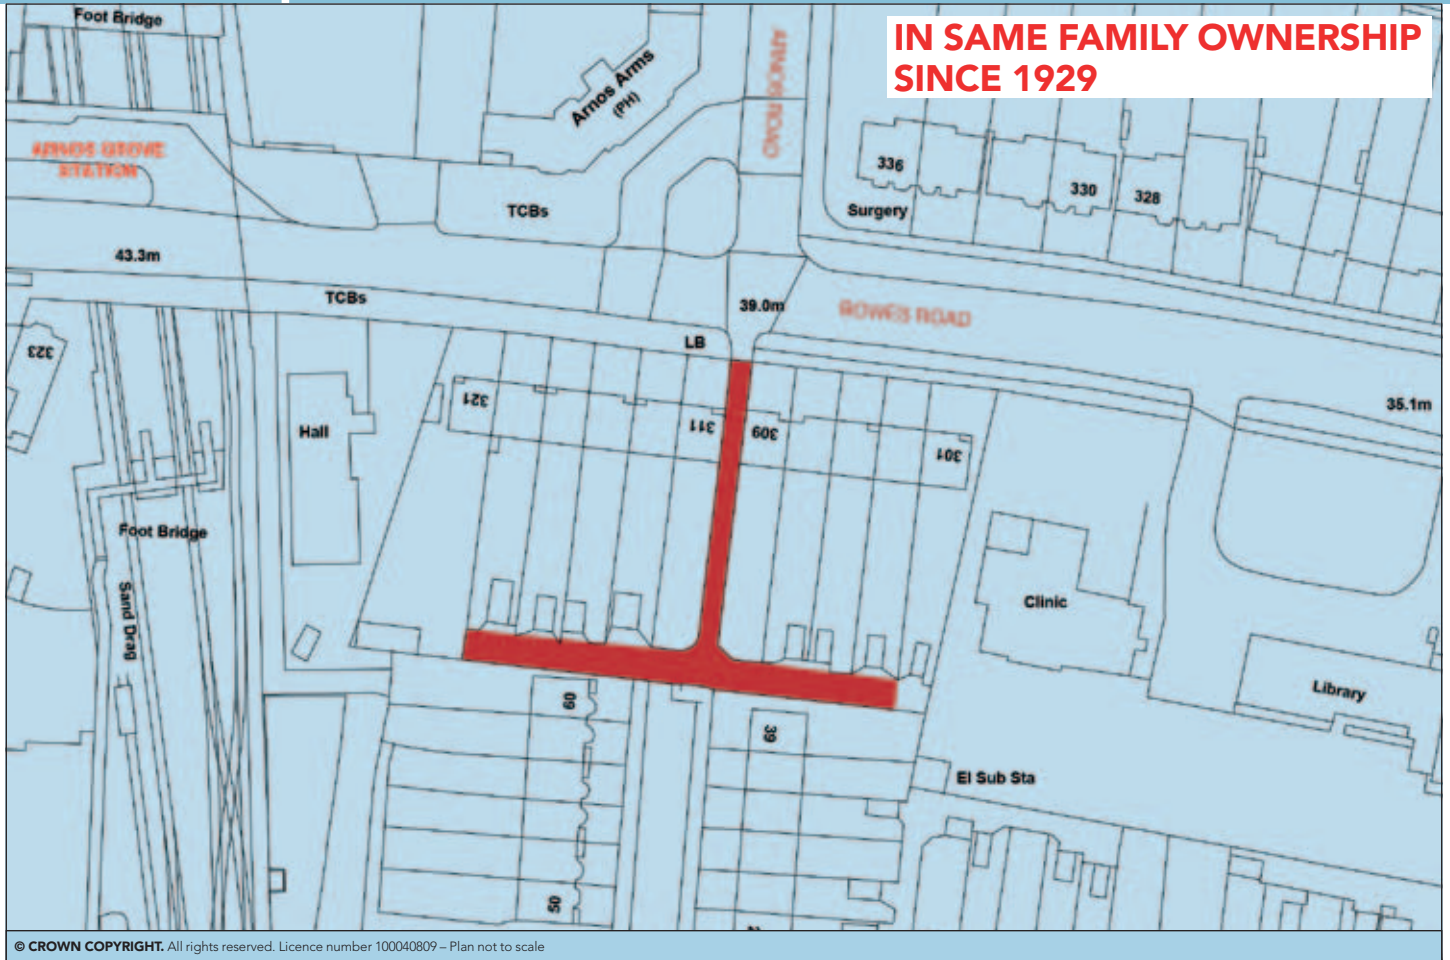 IN SAME FAMILY OWNERSHIP
SINCE 1929
Foot Bridge
Arnos Arms
(PH)
ARNOS ROAD
ARNOS GROVE
STATION
336
330
328
TCBs
Surgery
43.3m
TCBs
39.0m
BOWES ROAD
LB
323
321
311
309
301
35.1m
Hall
Foot Bridge
Sand Drag
Clinic
Library
60
39
El Sub Sta
50
© CROWN COPYRIGHT. All rights reserved. Licence number 100040809 – Plan not to scale